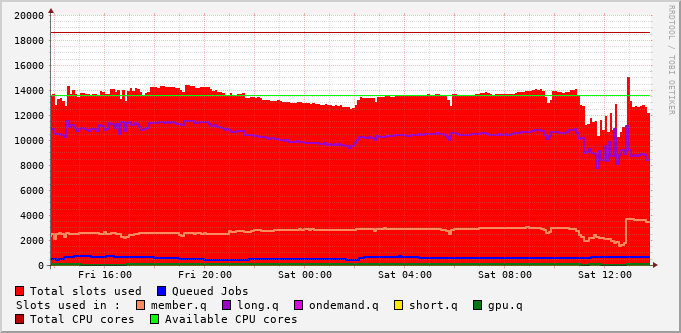 20000
18000
16000
14000
12000
10000
8000
6000
4000
2000
0
Fri 16:00 Fri 20:00 Sat 00:00 Sat 04:00 Sat 08:00 Sat 12:00
RRDTOOL / TOBI OETIKER
Total slots used Queued Jobs
Slots used in : member.q long.q ondemand.q short.q gpu.q
Total CPU cores Available CPU cores